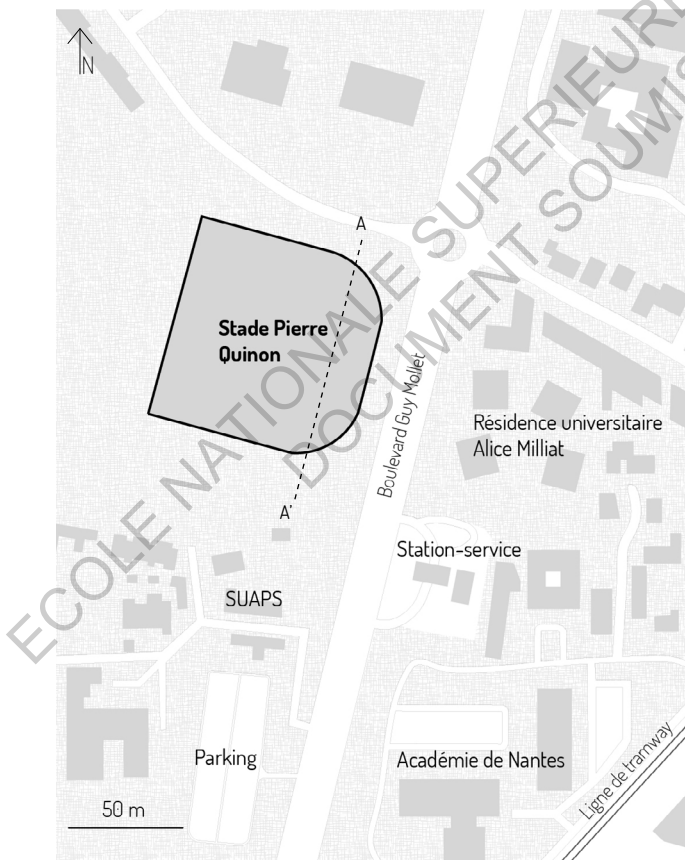 N
A
Stade Pierre
Quinon
Boulevard Guy Mollet
Résidence universitaire
Alice Milliat
A'
Station-service
SUAPS
Parking
Académie de Nantes
Ligne de tramway
50 m
ECOLE NATIONALE SUPERIEURE
DOCUMENT SOUMIS